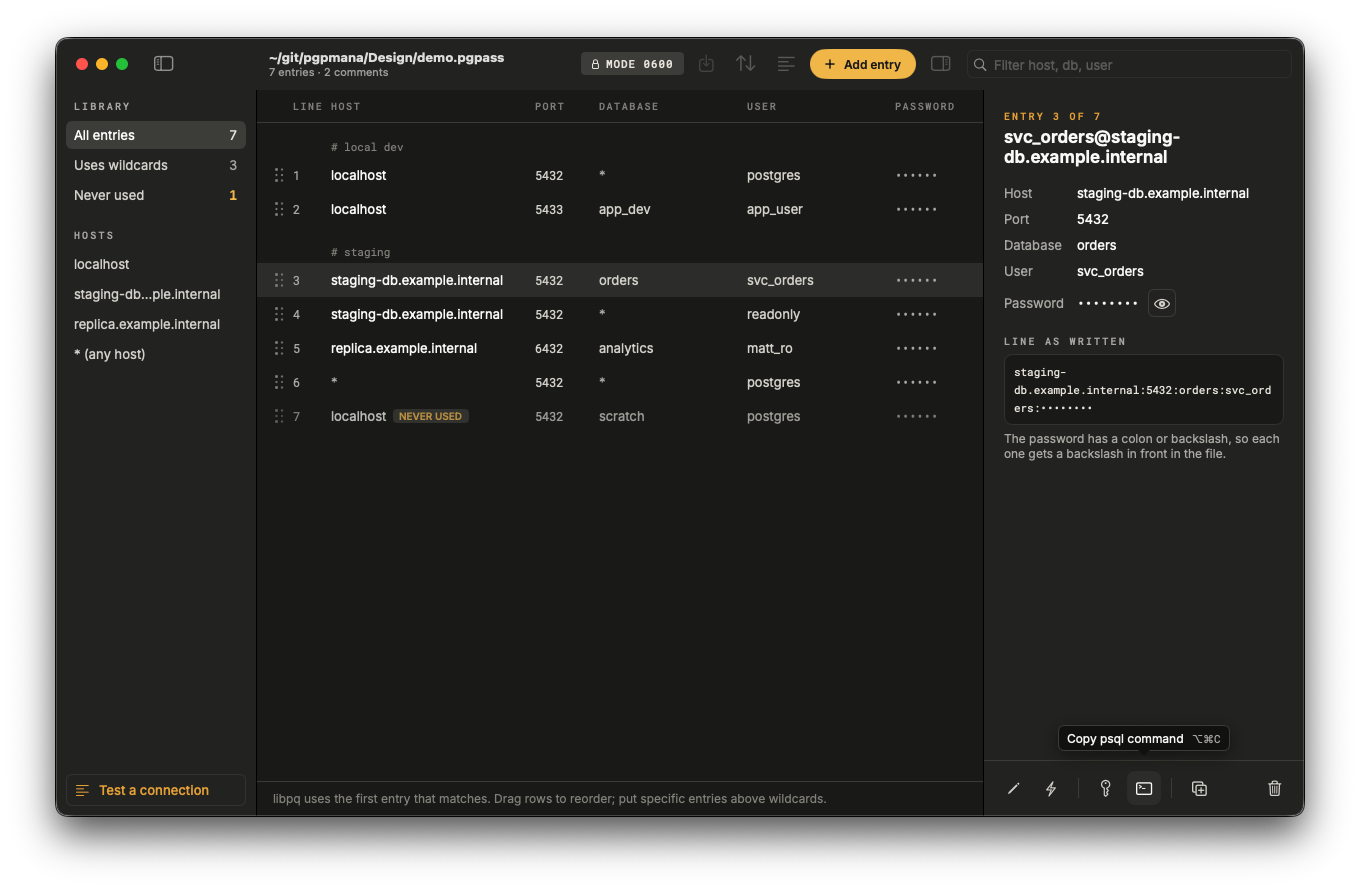 ~/git/pgpmana/Design/demo.pgpass
7 entries · 2 comments
MODE 0600
+ Add entry
Filter host, db, user
LIBRARY
All entries 7
Uses wildcards 3
Never used 1
HOSTS
localhost
staging-db...ple.internal
replica.example.internal
* (any host)
Test a connection
LINE HOST PORT DATABASE USER PASSWORD
# local dev
1 localhost 5432 * postgres ••••••
2 localhost 5433 app_dev app_user ••••••
# staging
3 staging-db.example.internal 5432 orders svc_orders ••••••
4 staging-db.example.internal 5432 * readonly ••••••
5 replica.example.internal 6432 analytics matt_ro ••••••
6 * 5432 * postgres ••••••
7 localhost NEVER USED 5432 scratch postgres ••••••
libpq uses the first entry that matches. Drag rows to reorder; put specific entries above wildcards.
ENTRY 3 OF 7
svc_orders@staging-
db.example.internal
Host staging-db.example.internal
Port 5432
Database orders
User svc_orders
Password ••••••••
LINE AS WRITTEN
staging-
db.example.internal:5432:orders:svc_ord
ers:••••••••
The password has a colon or backslash, so each
one gets a backslash in front in the file.
Copy psql command ⌥⌘C